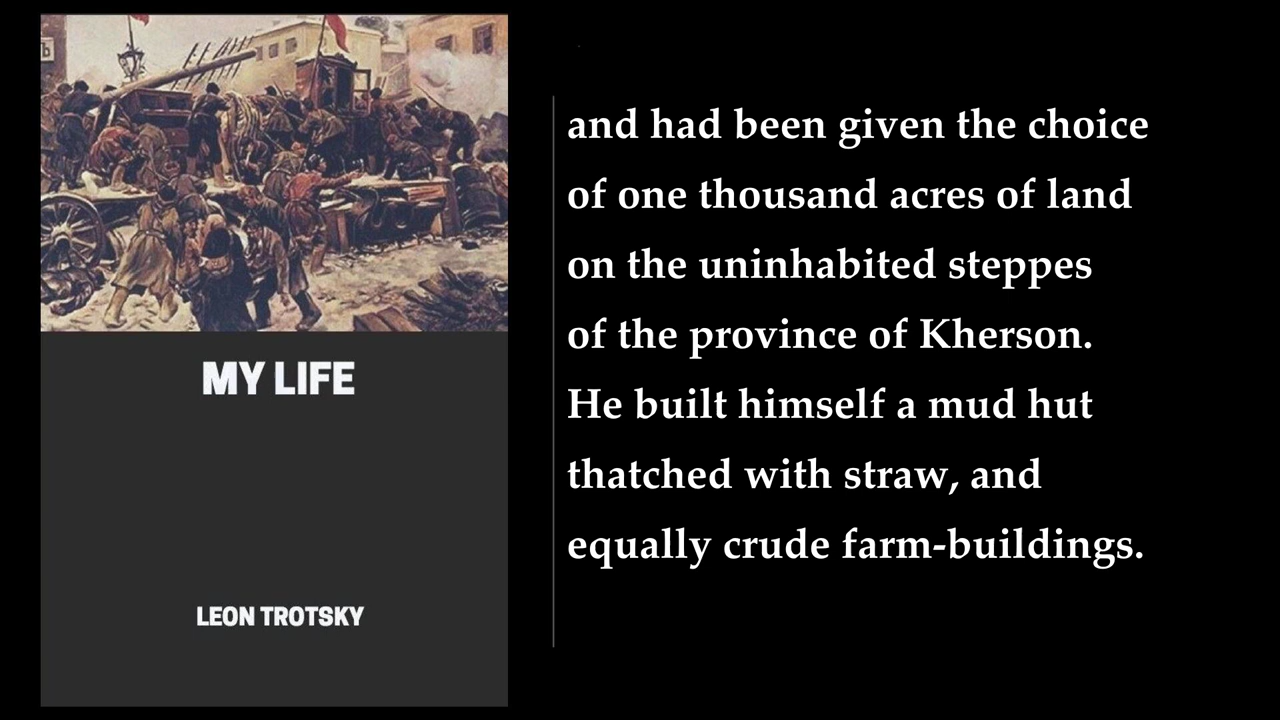 Ъ
MY LIFE
LEON TROTSKY
and had been given the choice
of one thousand acres of land
on the uninhabited steppes
of the province of Kherson.
He built himself a mud hut
thatched with straw, and
equally crude farm-buildings.